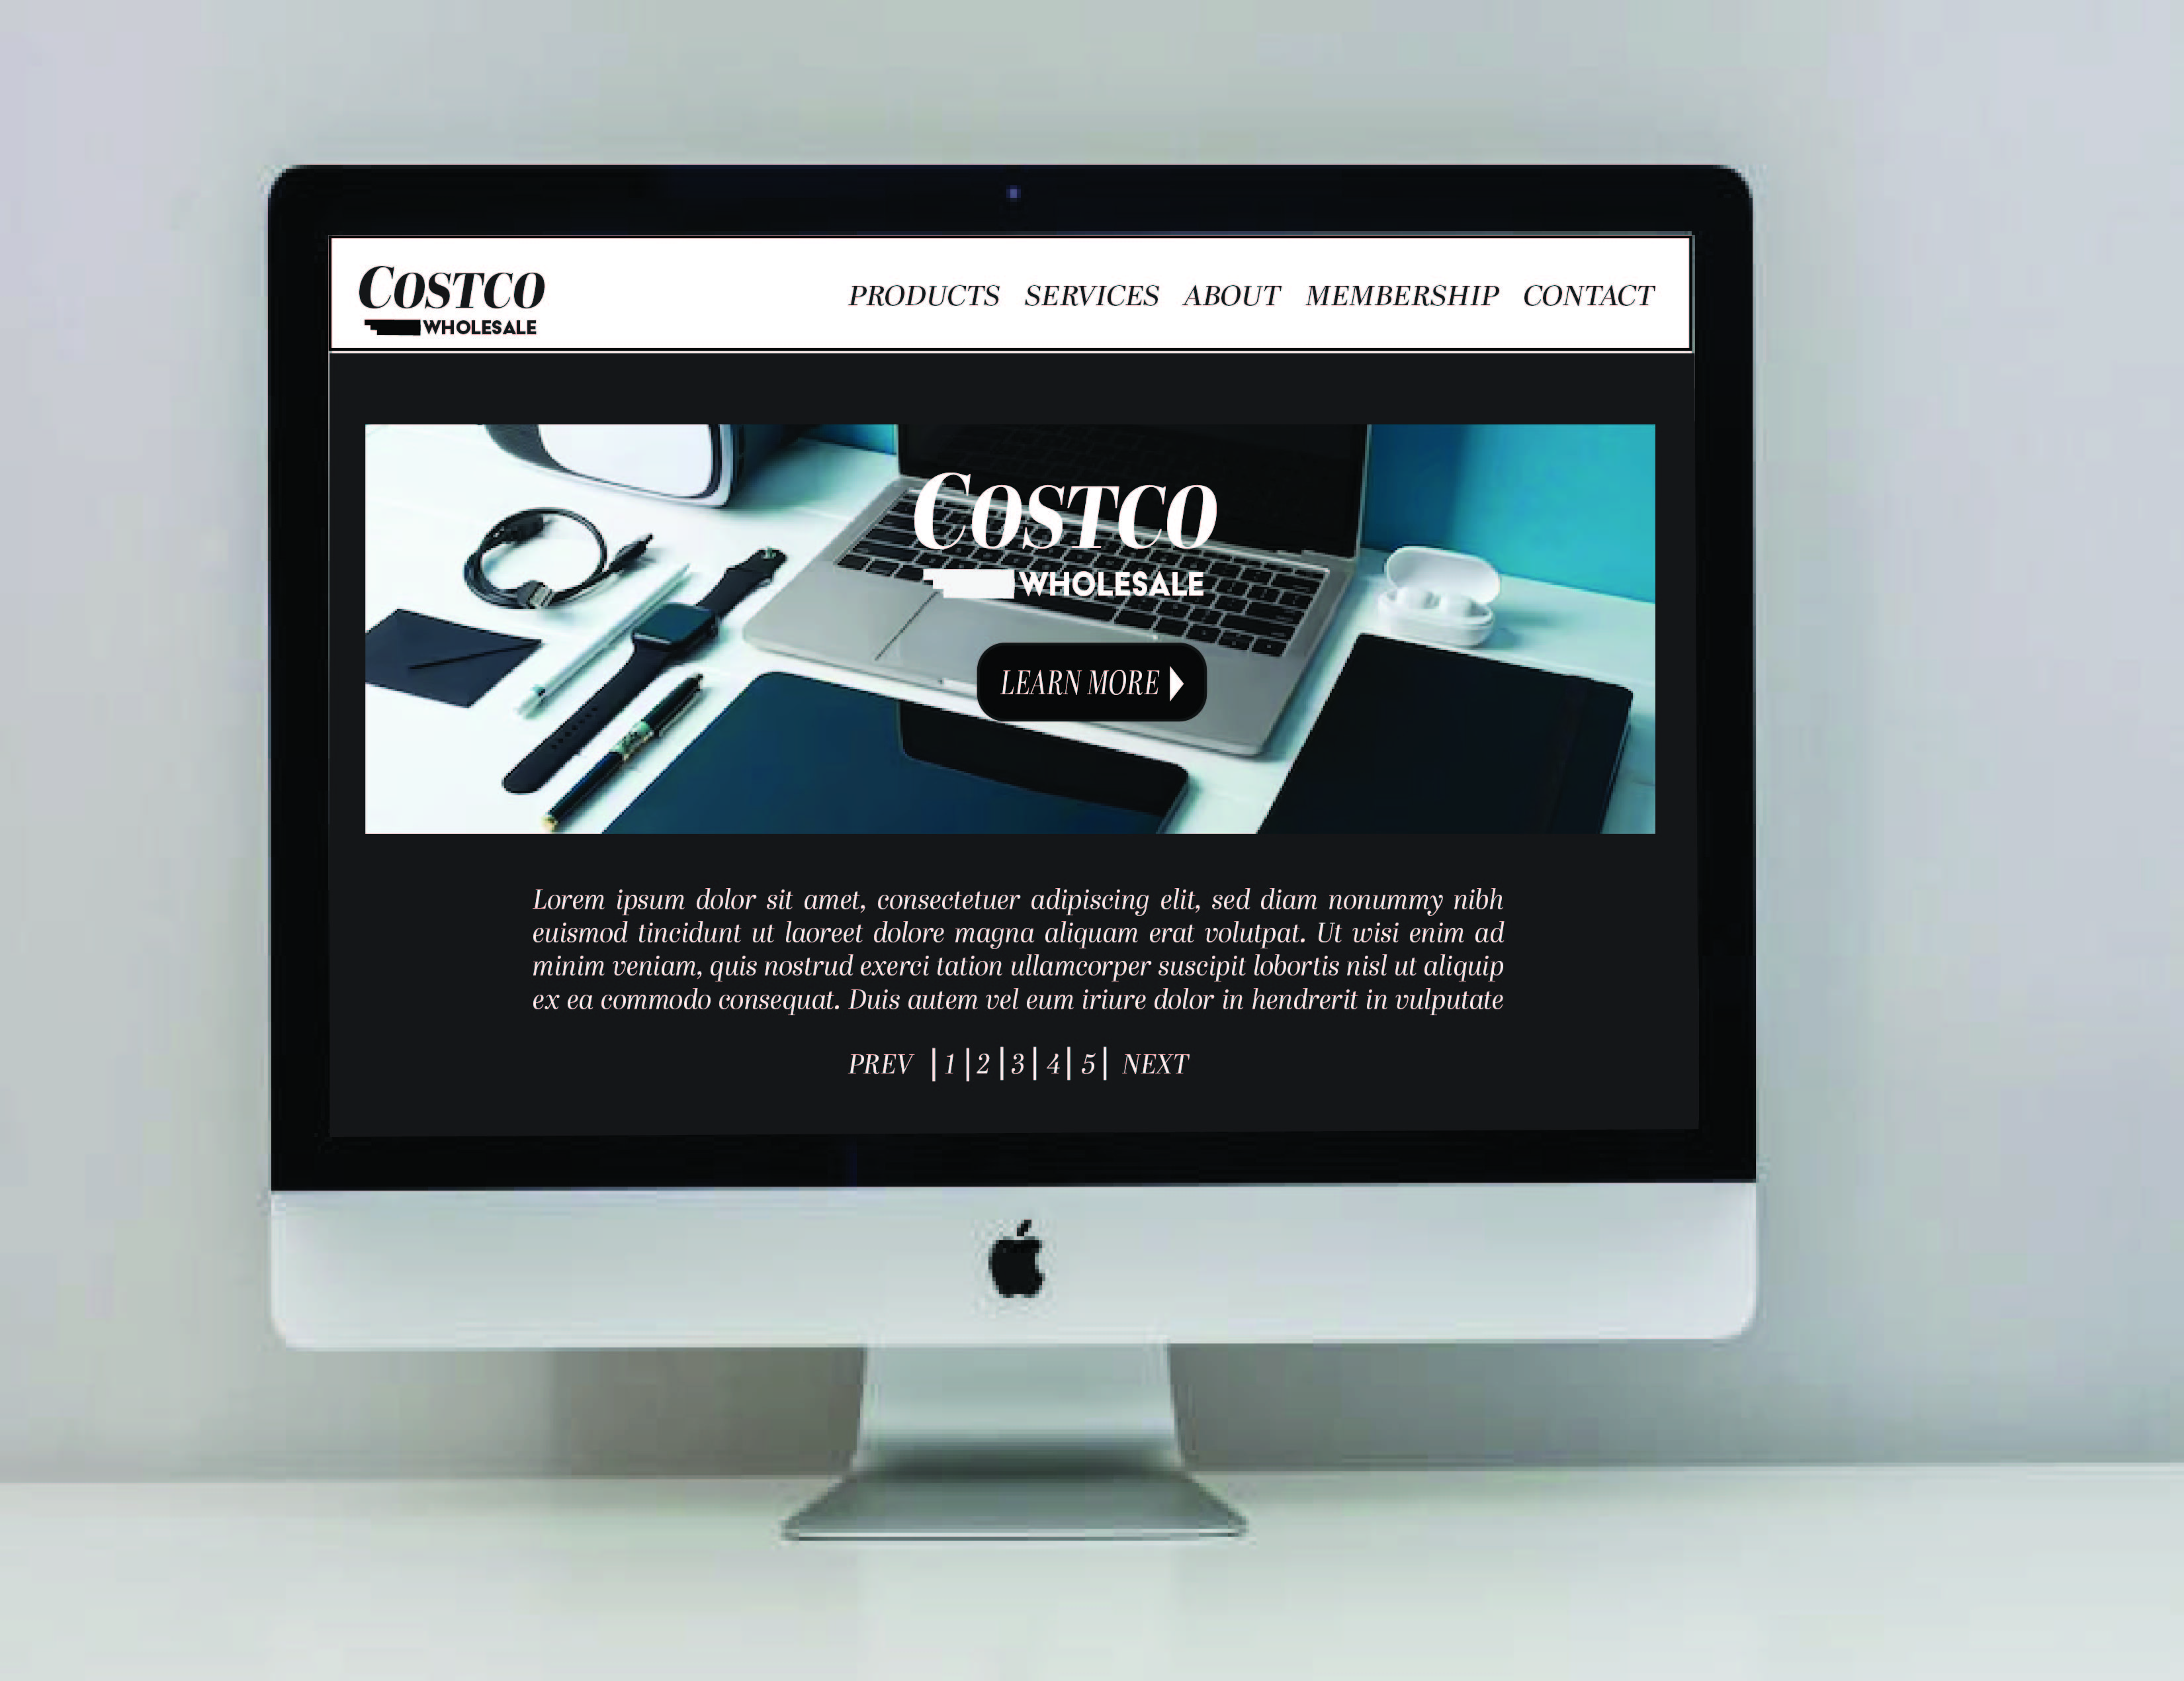 COSTCO
WHOLESALE
PRODUCTS SERVICES ABOUT MEMBERSHIP CONTACT
COSTCO
WHOLESALE
LEARN MORE
Lorem ipsum dolor sit amet, consectetuer adipiscing elit, sed diam nonummy nibh
euismod tincidunt ut laoreet dolore magna aliquam erat volutpat. Ut wisi enim ad
minim veniam, quis nostrud exerci tation ullamcorper suscipit lobortis nisl ut aliquip
ex ea commodo consequat. Duis autem vel eum iriure dolor in hendrerit in vulputate
PREV |1|2|3|4|5| NEXT